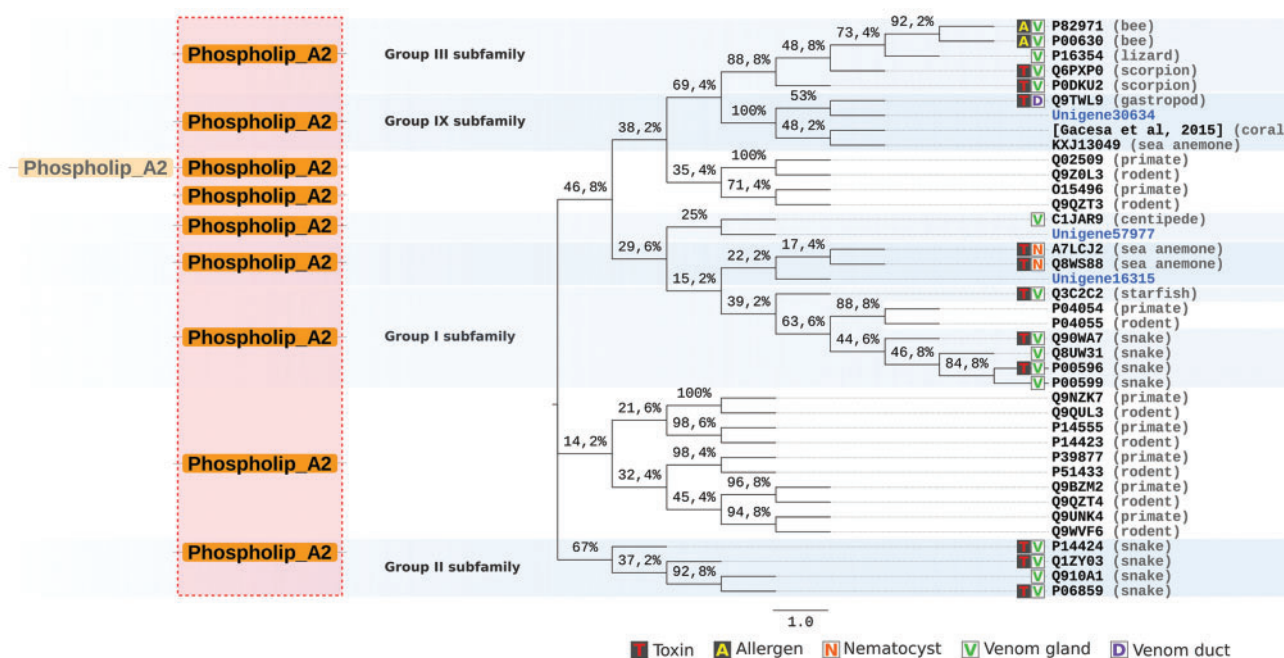 92,2%
P82971 (bee)
73,4%
P00630 (bee)
Phospholip_A2
Group III subfamily
48,8%
P16354 (lizard)
88,8%
Q6PXP0 (scorpion)
69,4%
P0DKU2 (scorpion)
53%
Q9TWL9 (gastropod)
100%
Unigene30634
Phospholip_A2
Group IX subfamily
38,2%
48,2%
[Gacesa et al, 2015] (coral
KXJ13049 (sea anemone)
100%
Q02509 (primate)
Phospholip_A2
Phospholip_A2
35,4%
Q9Z0L3 (rodent)
46,8%
71,4%
O15496 (primate)
Phospholip_A2
Q9QZT3 (rodent)
25%
C1JAR9 (centipede)
Phospholip_A2
Unigene57977
29,6%
17,4%
A7LCJ2 (sea anemone)
22,2%
Q8WS88 (sea anemone)
Phospholip_A2
15,2%
Unigene16315
39,2%
Q3C2C2 (starfish)
88,8%
P04054 (primate)
63,6%
P04055 (rodent)
Phospholip_A2
Group I subfamily
44,6%
Q90WA7 (snake)
46,8%
Q8UW31 (snake)
84,8%
P00596 (snake)
P00599 (snake)
100%
Q9NZK7 (primate)
21,6%
Q9QUL3 (rodent)
98,6%
P14555 (primate)
14,2%
P14423 (rodent)
98,4%
P39877 (primate)
Phospholip_A2
32,4%
P51433 (rodent)
96,8%
Q9BZM2 (primate)
45,4%
Q9QZT4 (rodent)
94,8%
Q9UNK4 (primate)
Q9WVF6 (rodent)
67%
P14424 (snake)
Phospholip_A2
Group II subfamily
37,2%
Q1ZY03 (snake)
92,8%
Q910A1 (snake)
P06859 (snake)
1.0
T Toxin A Allergen N Nematocyst V Venom gland D Venom duct